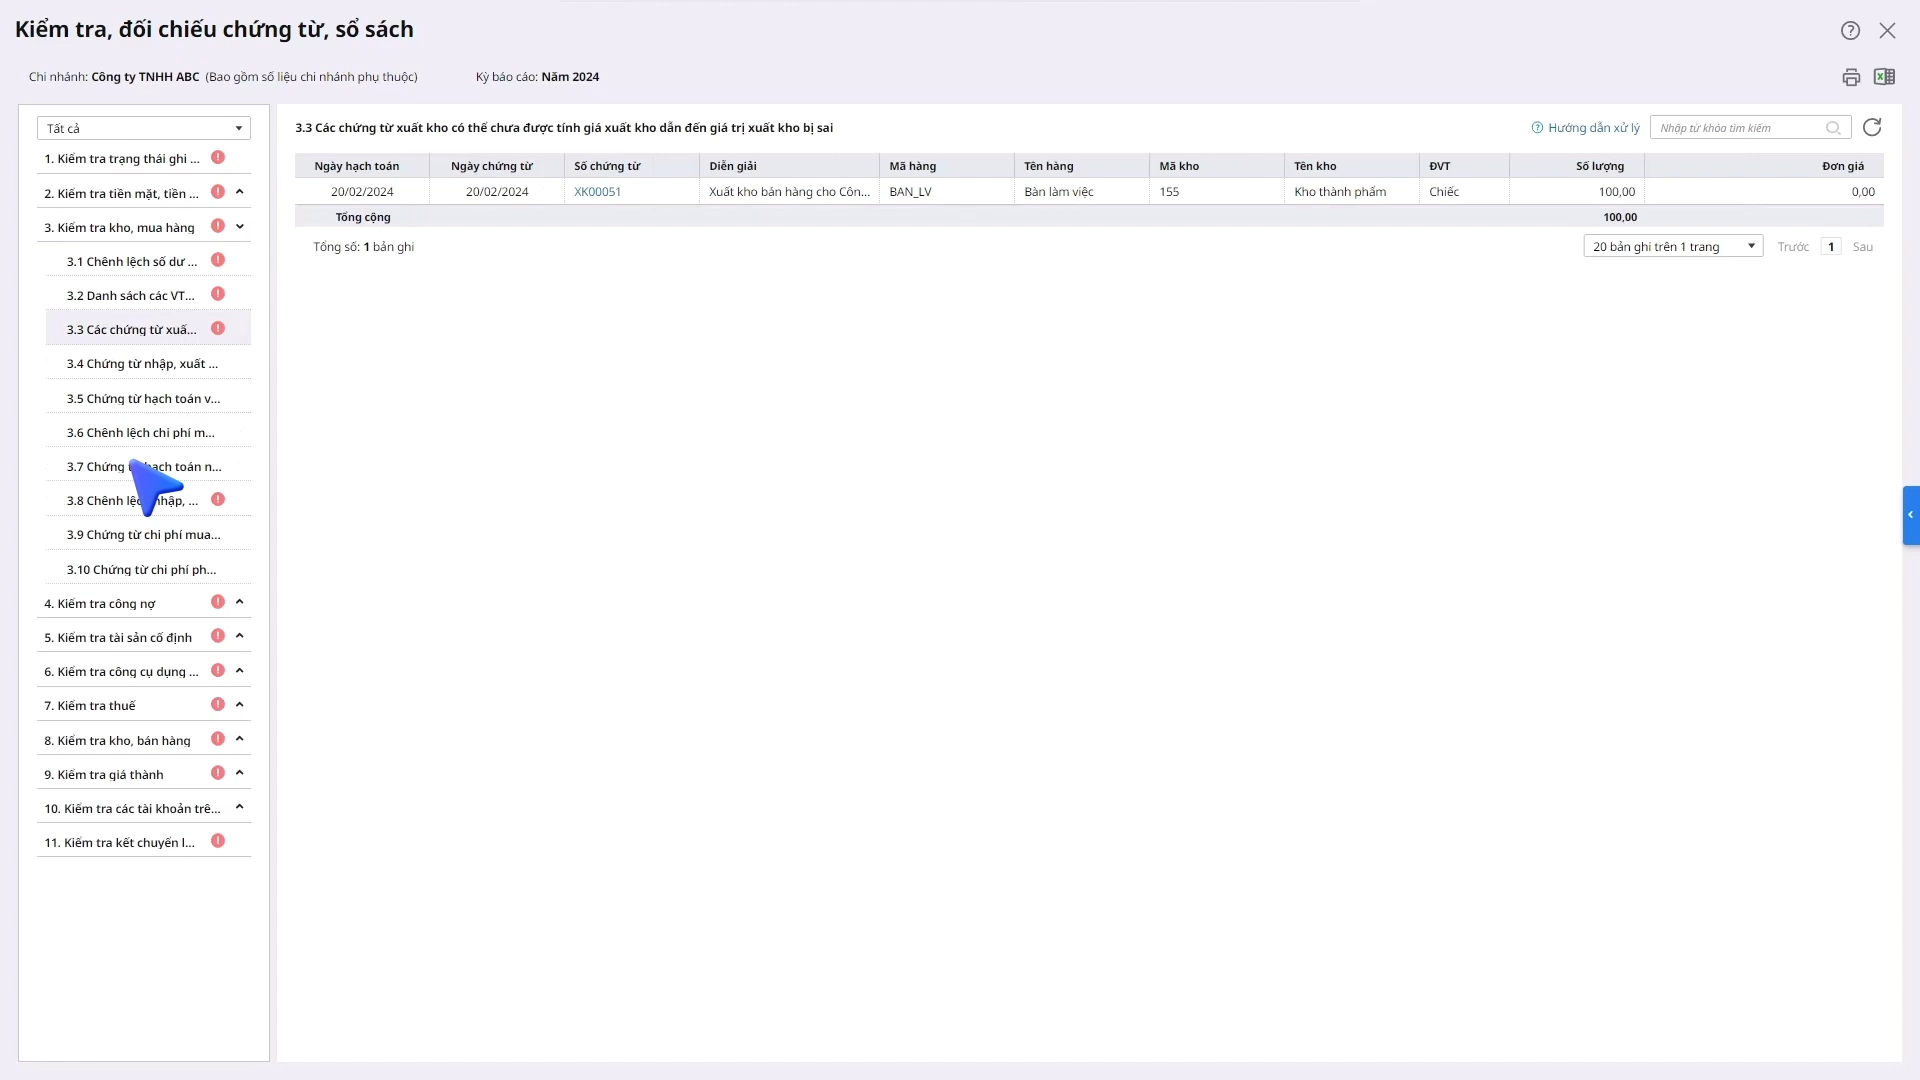 Kiểm tra, đối chiếu chứng từ, sổ sách
Chi nhánh: Công ty TNHH ABC (Bao gồm số liệu chi nhánh phụ thuộc) Kỳ báo cáo: Năm 2024
Tất cả
1. Kiểm tra trạng thái ghi ...
2. Kiểm tra tiền mặt, tiền ...
3. Kiểm tra kho, mua hàng
3.1 Chênh lệch số dư ...
3.2 Danh sách các VT...
3.3 Các chứng từ xuấ...
3.4 Chứng từ nhập, xuất ...
3.5 Chứng từ hạch toán v...
3.6 Chênh lệch chi phí m...
3.7 Chứng hạch toán n...
3.8 Chênh nhập, ...
3.9 Chứng từ chi phí mua...
3.10 Chứng từ chi phí ph...
4. Kiểm tra công nợ
5. Kiểm tra tài sản cố định
6. Kiểm tra công cụ dụng ...
7. Kiểm tra thuế
8. Kiểm tra kho, bán hàng
9. Kiểm tra giá thành
10. Kiểm tra các tài khoản trê...
11. Kiểm tra kết chuyển l...
3.3 Các chứng từ xuất kho có thể chưa được tính giá xuất kho dẫn đến giá trị xuất kho bị sai
Hướng dẫn xử lý Nhập từ khóa tìm kiếm
Ngày hạch toán Ngày chứng từ Số chứng từ Diễn giải Mã hàng Tên hàng Mã kho Tên kho ĐVT Số lượng Đơn giá
20/02/2024 20/02/2024 XK00051 Xuất kho bán hàng cho Côn... BAN_LV Bàn làm việc 155 Kho thành phẩm Chiếc 100,00 0,00
Tổng cộng 100,00
Tổng số: 1 bản ghi 20 bản ghi trên 1 trang Trước 1 Sau